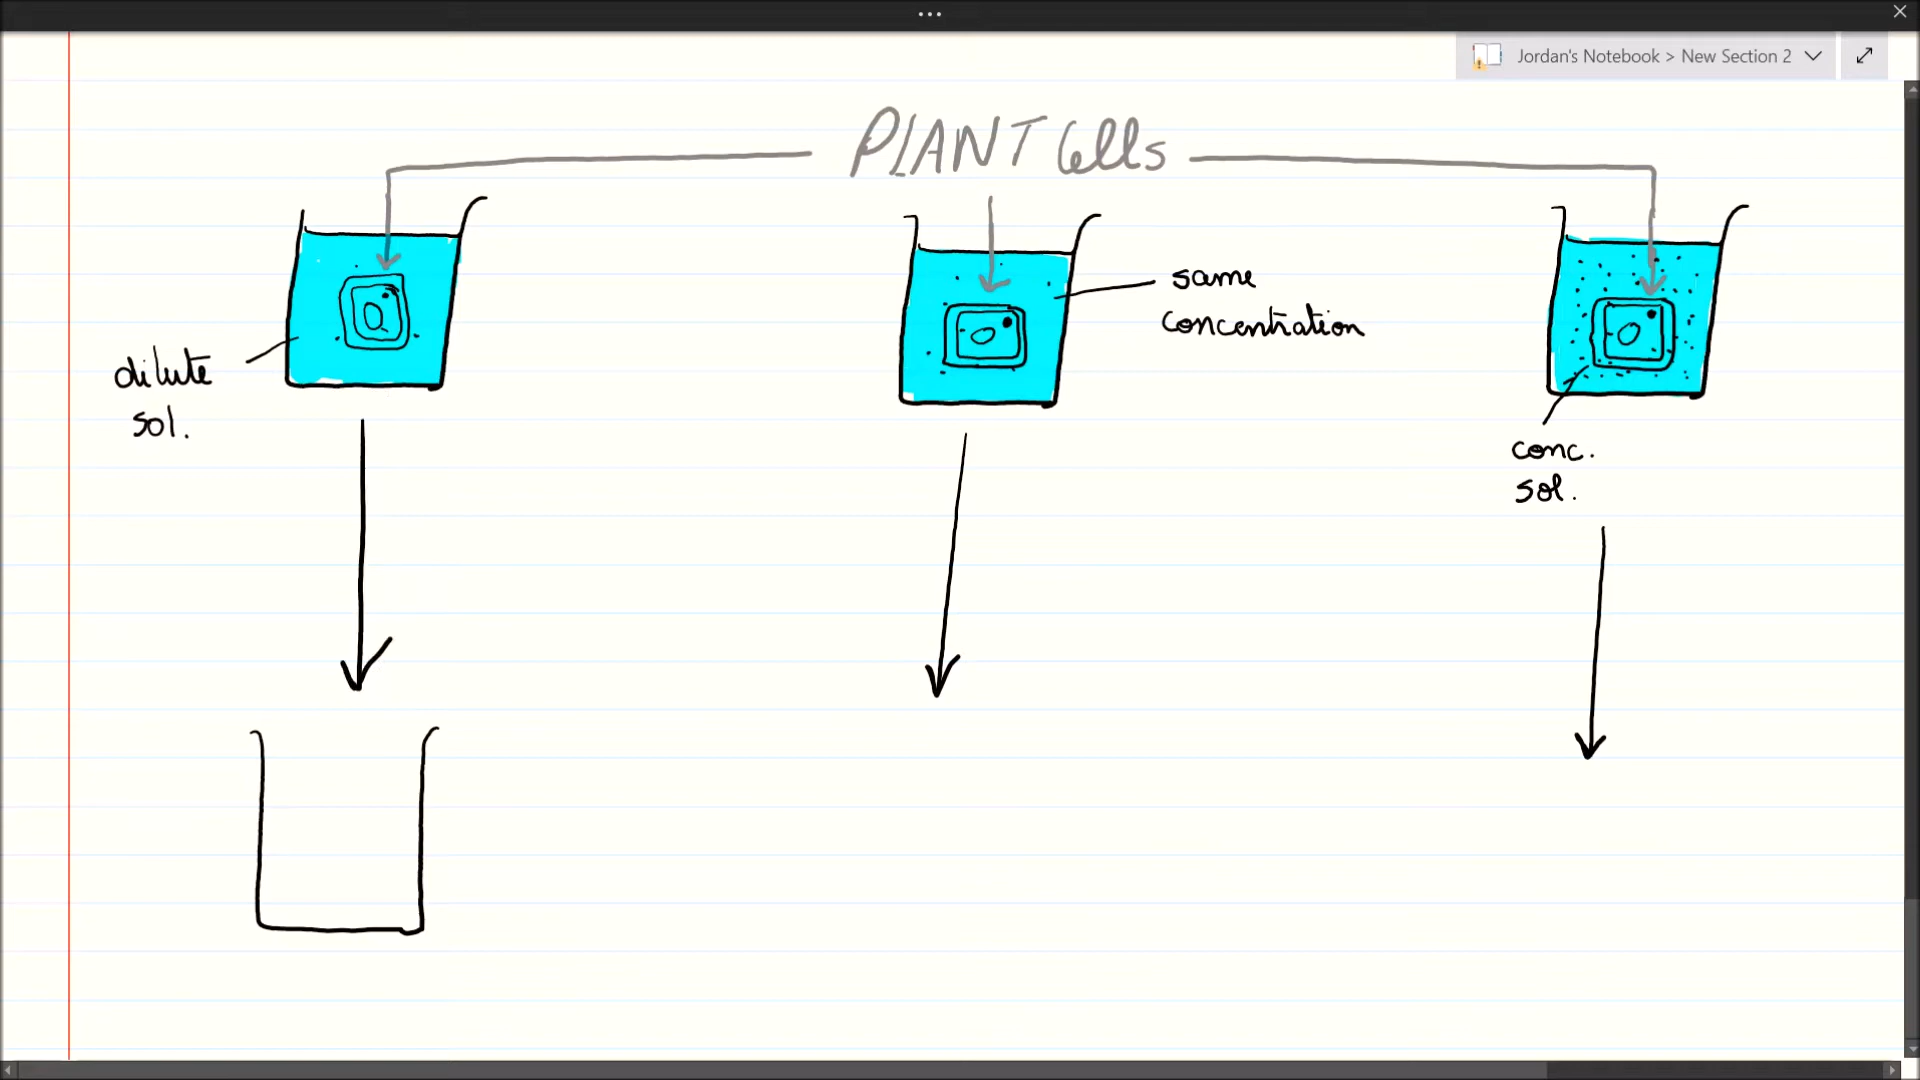 Jordan's Notebook > New Section 2
PLANT Cells
same
concentration
dilute
sol.
conc.
sol.